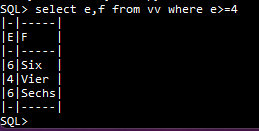 SQL> select e,f from vv where e>=4
|-|-----|
|E|F    |
|-|-----|
|6|Six  |
|4|Vier |
|6|Sechs|
|-|-----|
SQL>